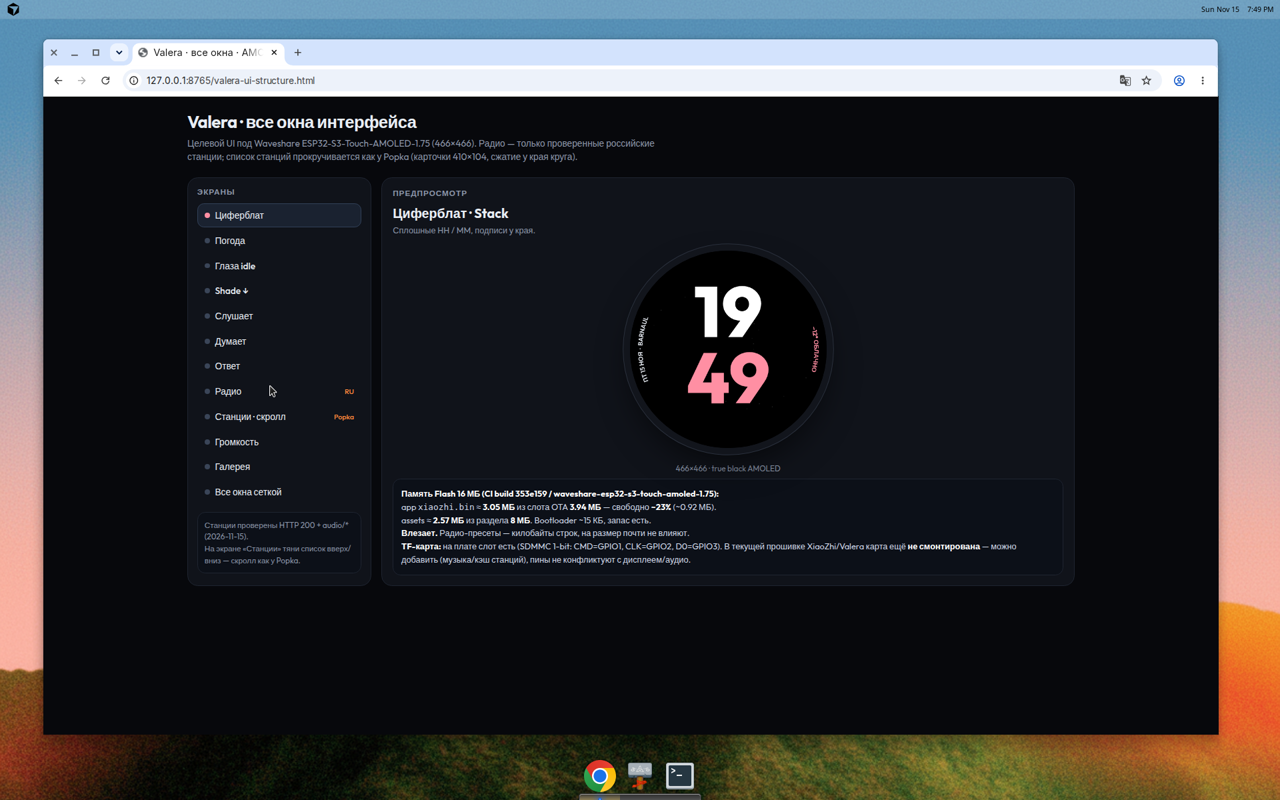 Sun Nov 15 7:49 PM
Valera · все окна · AMO
127.0.0.1:8765/valera-ui-structure.html
Valera · все окна интерфейса
Целевой UI под Waveshare ESP32-S3-Touch-AMOLED-1.75 (466×466). Радио — только проверенные российские
станции; список станций прокручивается как у Popka (карточки 410×104, сжатие у края круга).
ЭКРАНЫ
Циферблат
Погода
Глаза idle
Shade ↓
Слушает
Думает
Ответ
Радио RU
Станции · скролл Popka
Громкость
Галерея
Все окна сеткой
Станции проверены HTTP 200 + audio/*
(2026-11-15).
На экране «Станции» тяни список вверх/
вниз — скролл как у Popka.
ПРЕДПРОСМОТР
Циферблат · Stack
Сплошные HH / MM, подписи у края.
ПТ 15 НОЯ · BARNAUL
19
49
-12° ОБЛАЧНО
466×466 · true black AMOLED
Память Flash 16 МБ (CI build 353e159 / waveshare-esp32-s3-touch-amoled-1.75):
app xiaozhi.bin ≈ 3.05 МБ из слота OTA 3.94 МБ — свободно ~23% (~0.92 МБ).
assets ≈ 2.57 МБ из раздела 8 МБ. Bootloader ~15 КБ, запас есть.
Влезает. Радио-пресеты — килобайты строк, на размер почти не влияют.
TF-карта: на плате слот есть (SDMMC 1-bit: CMD=GPIO1, CLK=GPIO2, D0=GPIO3). В текущей прошивке XiaoZhi/Valera карта ещё не смонтирована — можно
добавить (музыка/кэш станций), пины не конфликтуют с дисплеем/аудио.